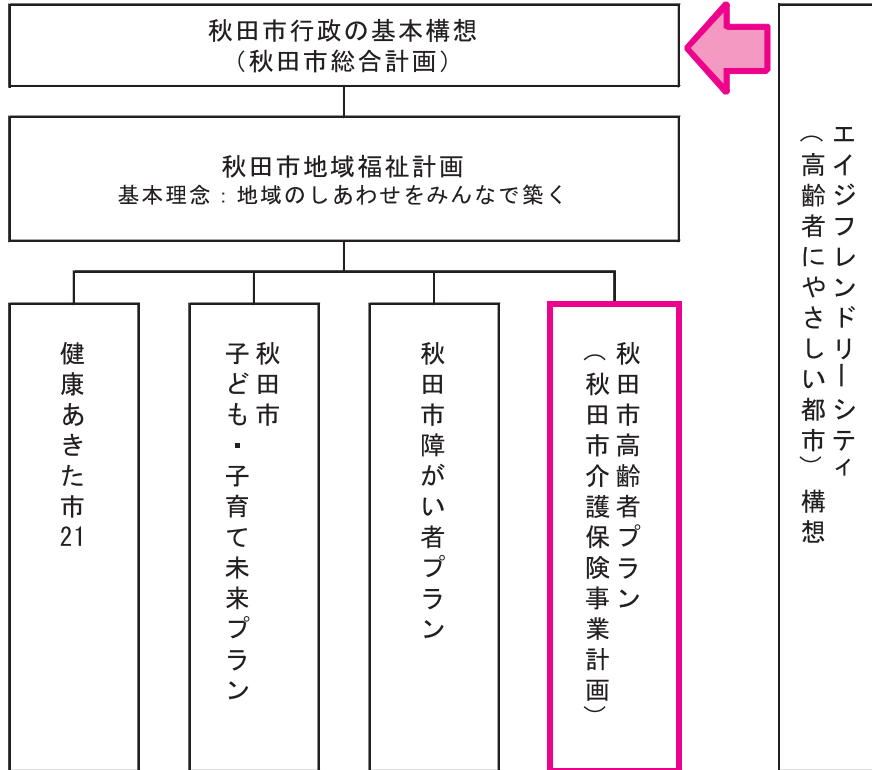 秋田市行政の基本構想
（秋田市総合計画）
秋田市地域福祉計画
基本理念：地域のしあわせをみんなで築く
健康あきた市21
秋田市
子ども・子育て未来プラン
秋田市障がい者プラン
秋田市高齢者プラン
（秋田市介護保険事業計画）
エイジフレンドリーシティ
（高齢者にやさしい都市）構想